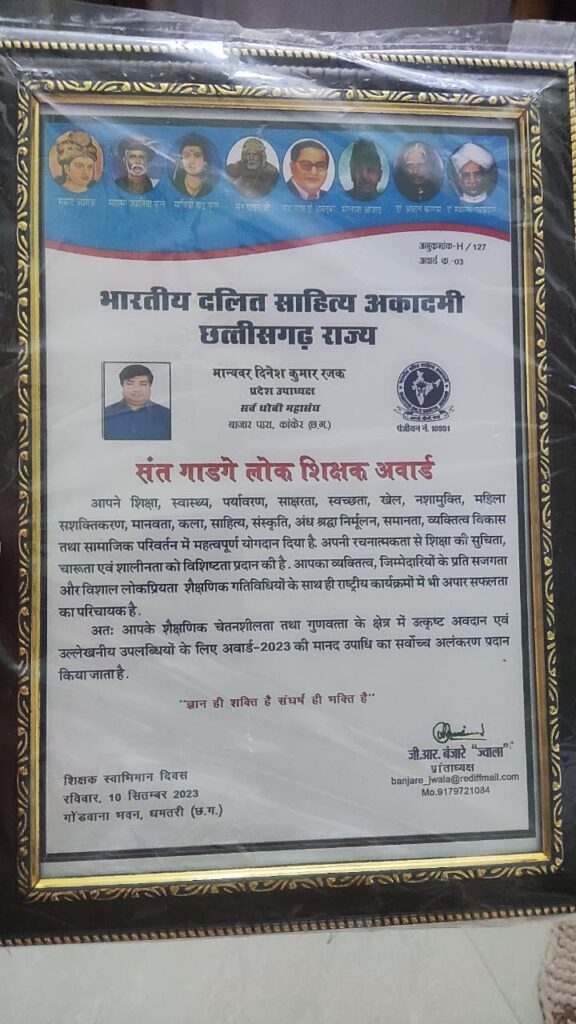 सम्राट अशोक
महात्मा ज्योतिबा फुले
संत गाडगे जी
मौलाना आजाद
अनुक्रमांक-H / 127
अवार्ड क्र.-03
भारतीय दलित साहित्य अकादमी
छत्तीसगढ़ राज्य
मान्यवर दिनेश कुमार रजक
प्रदेश उपाध्यक्ष
सर्व धोबी महासंघ
बाजार पारा, कांकेर (छ.ग.)
पंजीयन नं. 10951
संत गाडगे लोक शिक्षक अवार्ड
आपने शिक्षा, स्वास्थ्य, पर्यावरण, साक्षरता, स्वच्छता, खेल, नशामुक्ति, महिला
सशक्तिकरण, मानवता, कला, साहित्य, संस्कृति, अंध श्रद्धा निर्मूलन, समानता, व्यक्तित्व विकास
तथा सामाजिक परिवर्तन में महत्वपूर्ण योगदान दिया है. अपनी रचनात्मकता से शिक्षा की सुचिता,
चारूता एवं शालीनता को विशिष्टता प्रदान की है . आपका व्यक्तित्व, जिम्मेदारियों के प्रति सजगता
और विशाल लोकप्रियता शैक्षणिक गतिविधियों के साथ ही राष्ट्रीय कार्यक्रमों में भी अपार सफलता
का परिचायक है .
अतः आपके शैक्षणिक चेतनशीलता तथा गुणवत्ता के क्षेत्र में उत्कृष्ट अवदान एवं
उल्लेखनीय उपलब्धियों के लिए अवार्ड-2023 की मानद उपाधि का सर्वोच्च अलंकरण प्रदान
किया जाता है .
"ज्ञान ही शक्ति है संघर्ष ही भक्ति है"
जी.आर. बंजारे "ज्वाला"
प्रांताध्यक्ष
banjare_jwala@rediffmail.com
Mo.9179721084
शिक्षक स्वाभिमान दिवस
रविवार, 10 सितम्बर 2023
गोंडवाना भवन, धमतरी (छ.ग.)